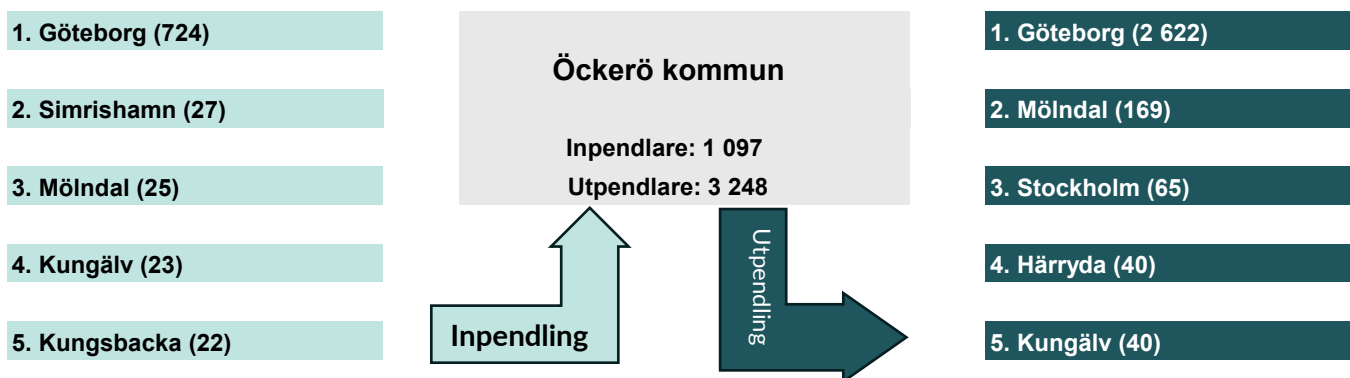 1. Göteborg (724)
2. Simrishamn (27)
3. Mölndal (25)
4. Kungälv (23)
5. Kungsbacka (22)
Öckerö kommun
Inpendlare: 1 097
Utpendlare: 3 248
Inpendling
Utpendling
1. Göteborg (2 622)
2. Mölndal (169)
3. Stockholm (65)
4. Härryda (40)
5. Kungälv (40)